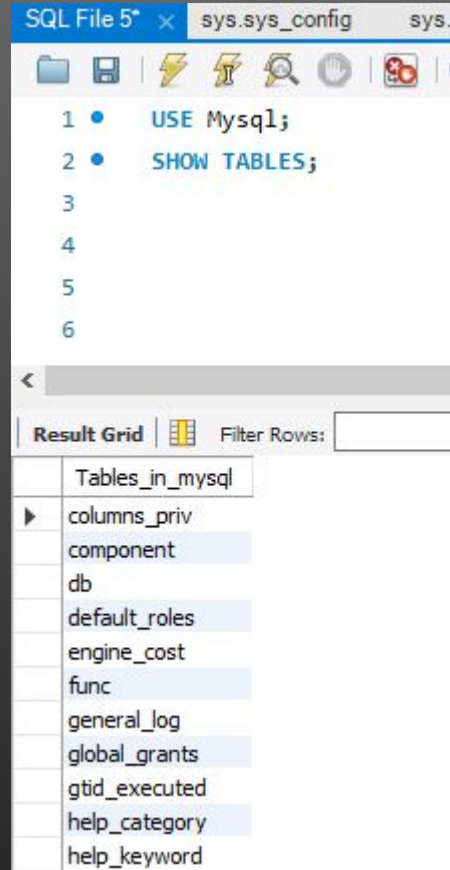 SQL File 5* × sys.sys_config sys.
1 USE Mysql;
2 SHOW TABLES;
3
4
5
6
Result Grid Filter Rows:
Tables_in_mysql
columns_priv
component
db
default_roles
engine_cost
func
general_log
global_grants
gtid_executed
help_category
help_keyword